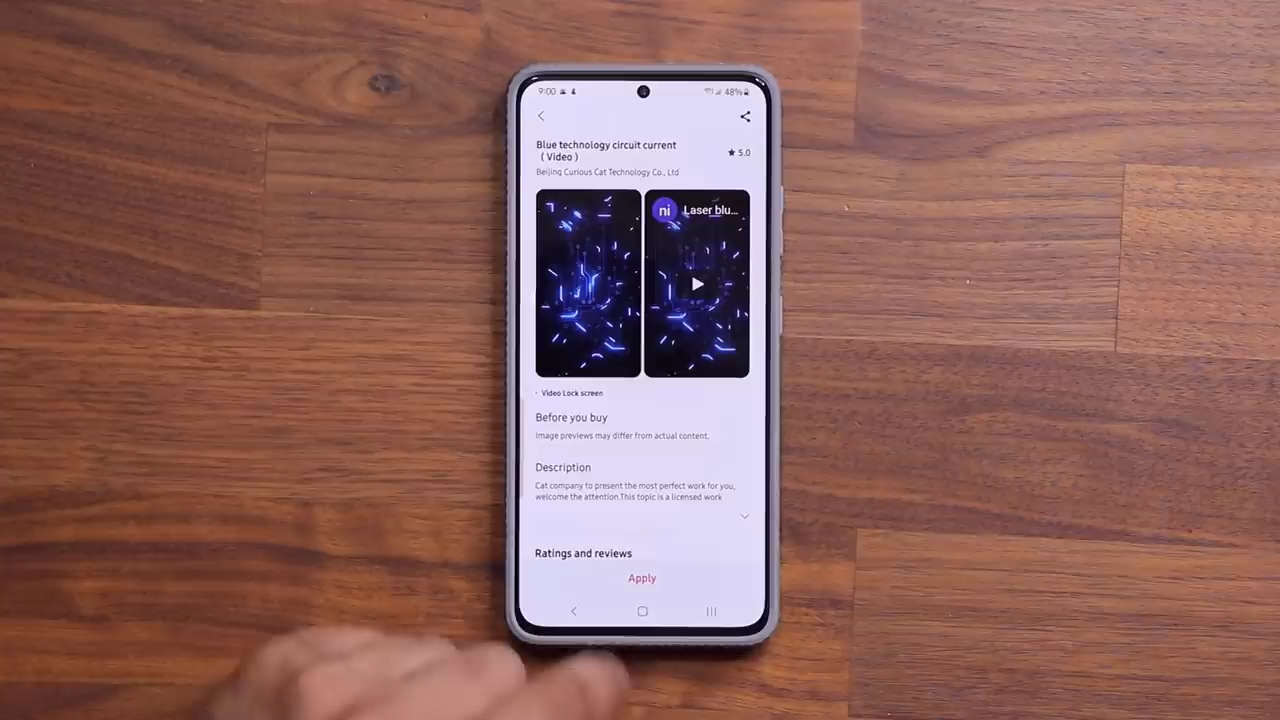 9:00
48%
Blue technology circuit current
( Video )
★ 5.0
Beijing Curious Cat Technology Co., Ltd
ni
Laser blu...
· Video Lock screen
Before you buy
Image previews may differ from actual content.
Description
Cat company to present the most perfect work for you,
welcome the attention.This topic is a licensed work
Ratings and reviews
Apply